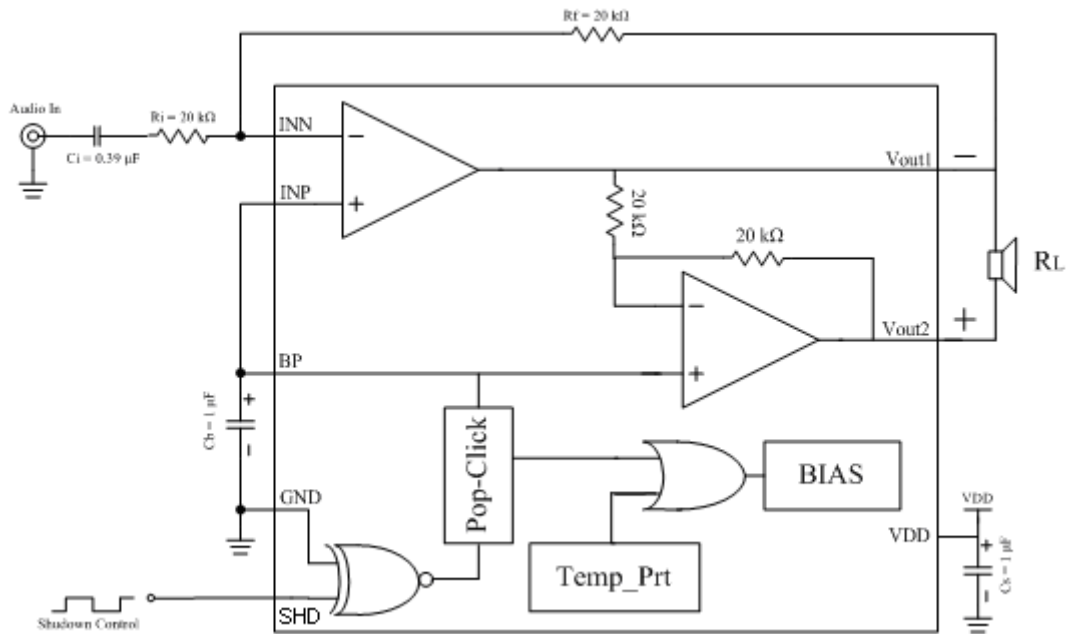 Rf = 20 kΩ
Audio In
Ri = 20 kΩ
Ci = 0.39 μF
INN
−
INP
+
Vout1
−
20 kΩ
20 kΩ
RL
−
Vout2
+
BP
+
+
Cb = 1 μF
−
Pop-Click
BIAS
GND
VDD
VDD
+
Cs = 1 μF
−
Temp_Prt
SHD
Shudown Control